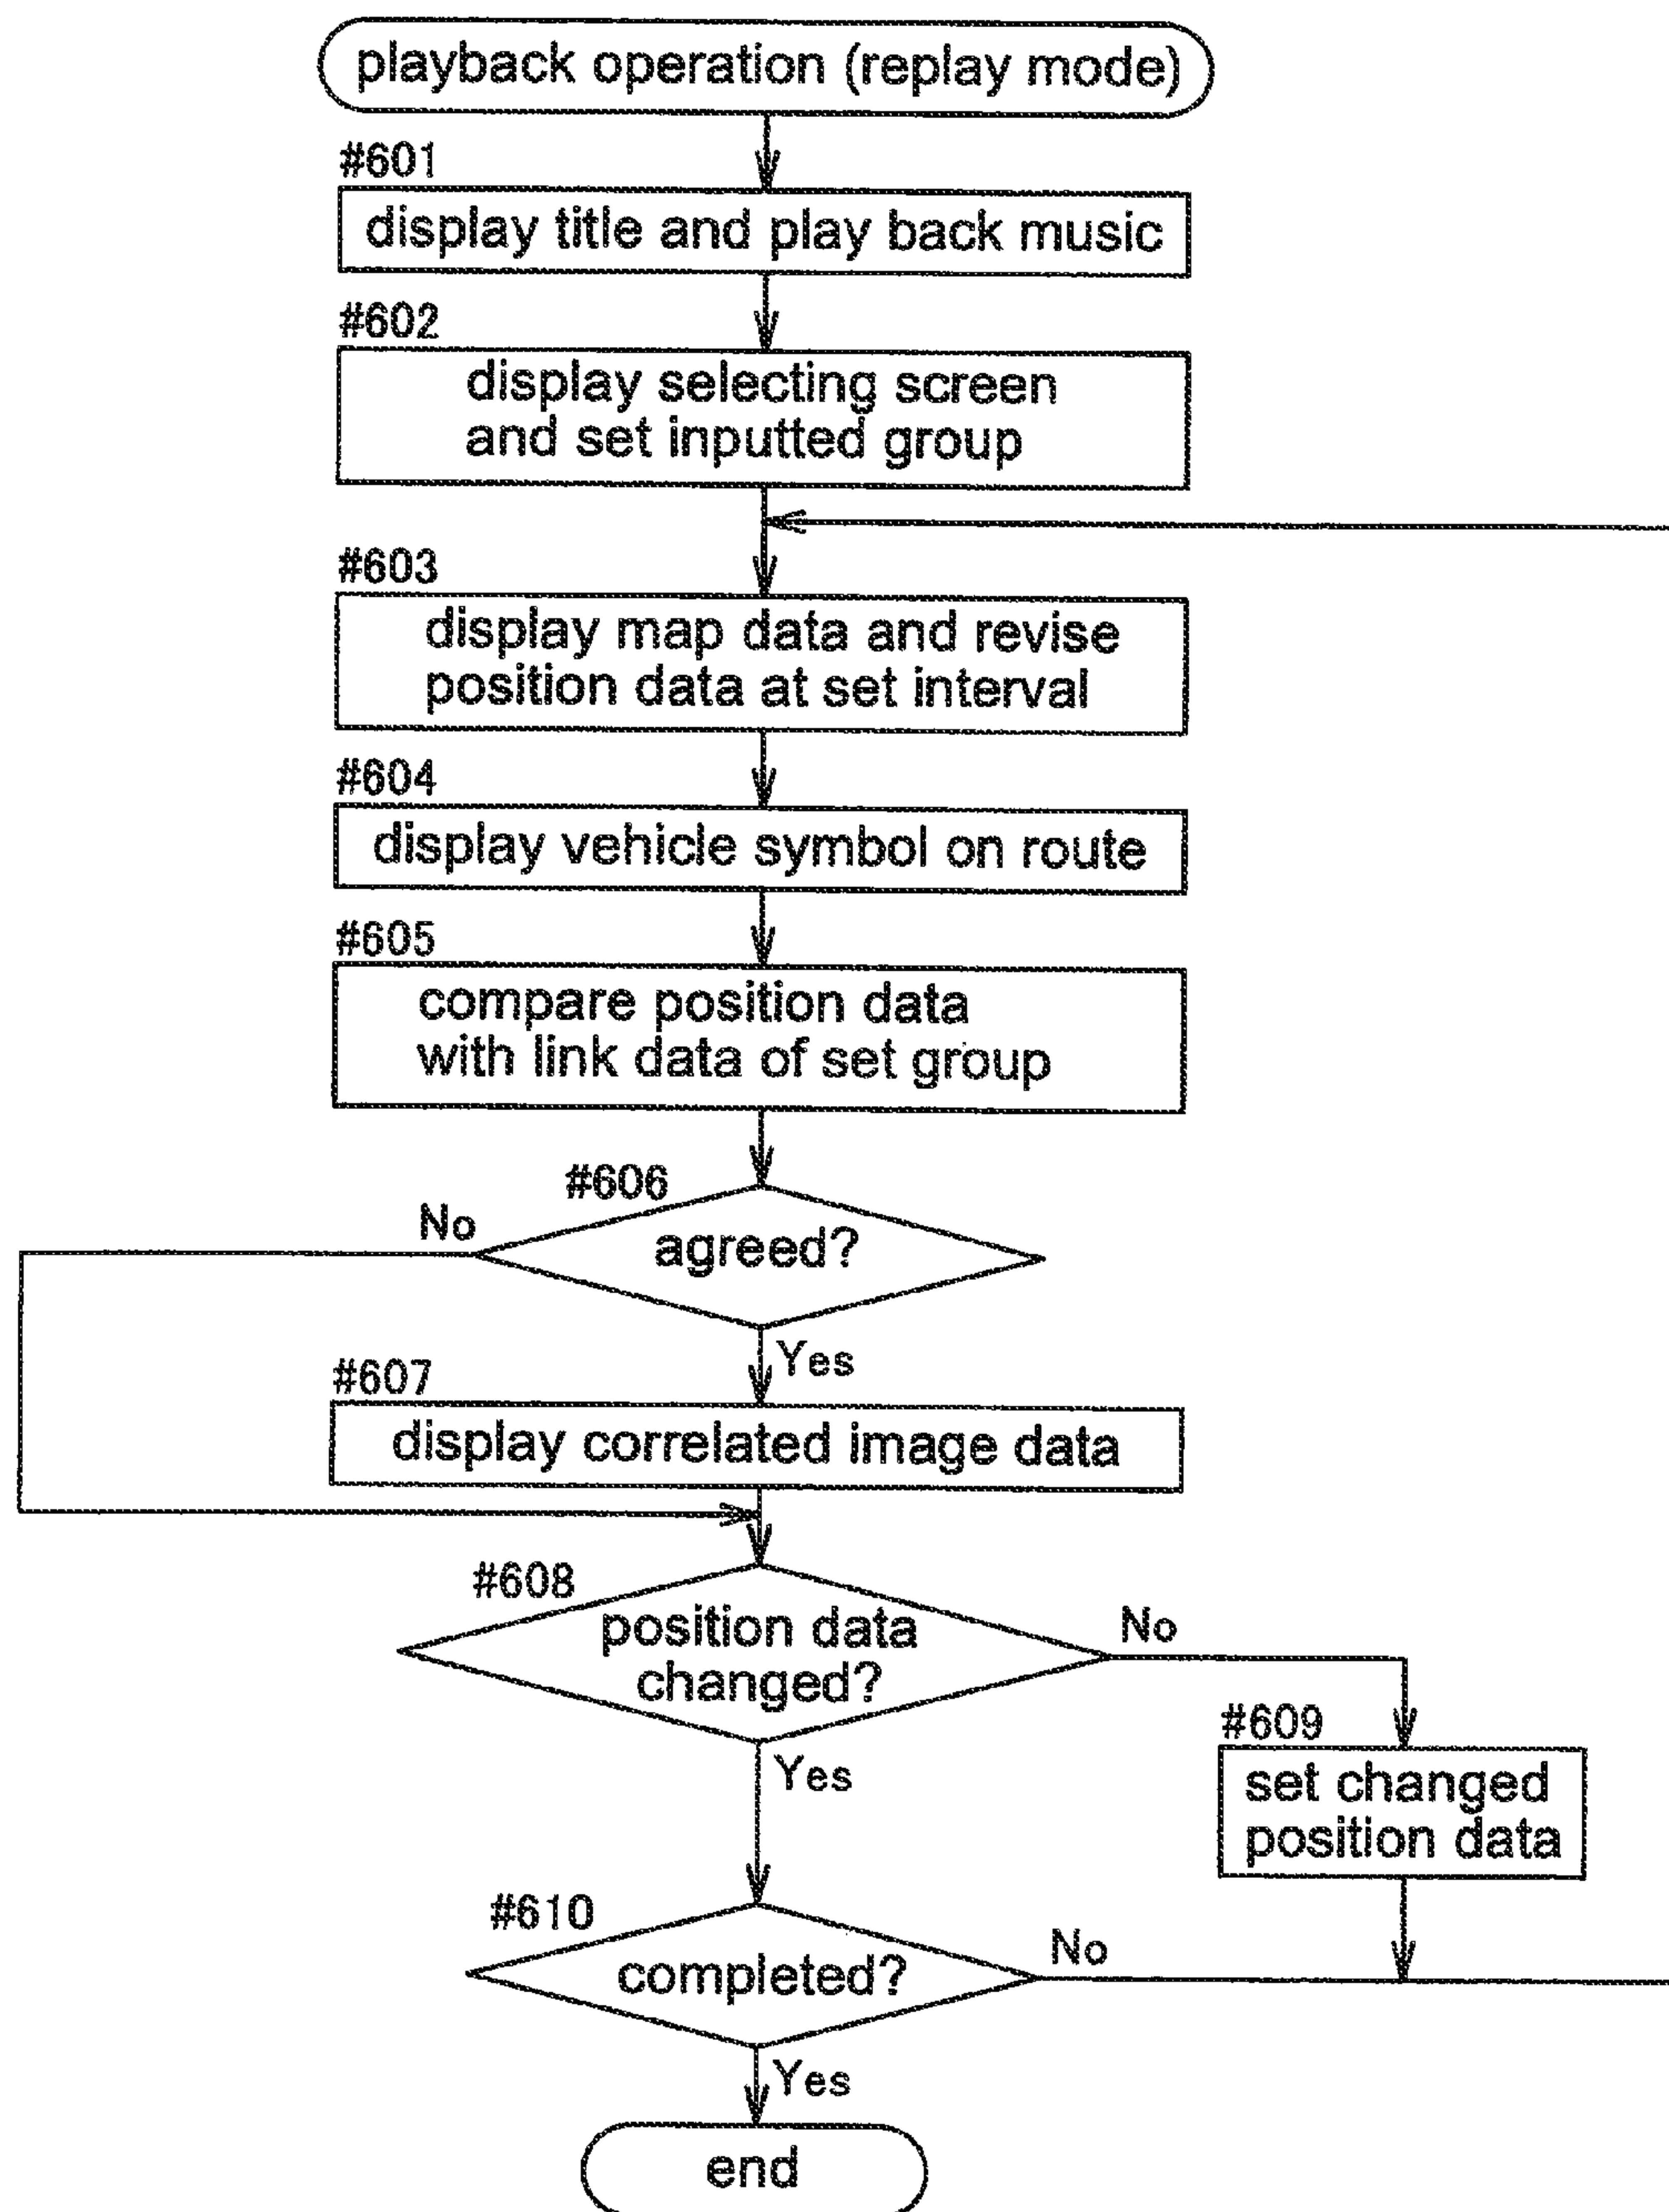 playback operation (replay mode)
#601
display title and play back music
#602
display selecting screen
and set inputted group
#603
display map data and revise
position data at set interval
#604
display vehicle symbol on route
#605
compare position data
with link data of set group
#606
No
agreed?
Yes
#607
display correlated image data
#608
position data
changed?
No
#609
set changed
position data
Yes
#610
completed?
No
Yes
end